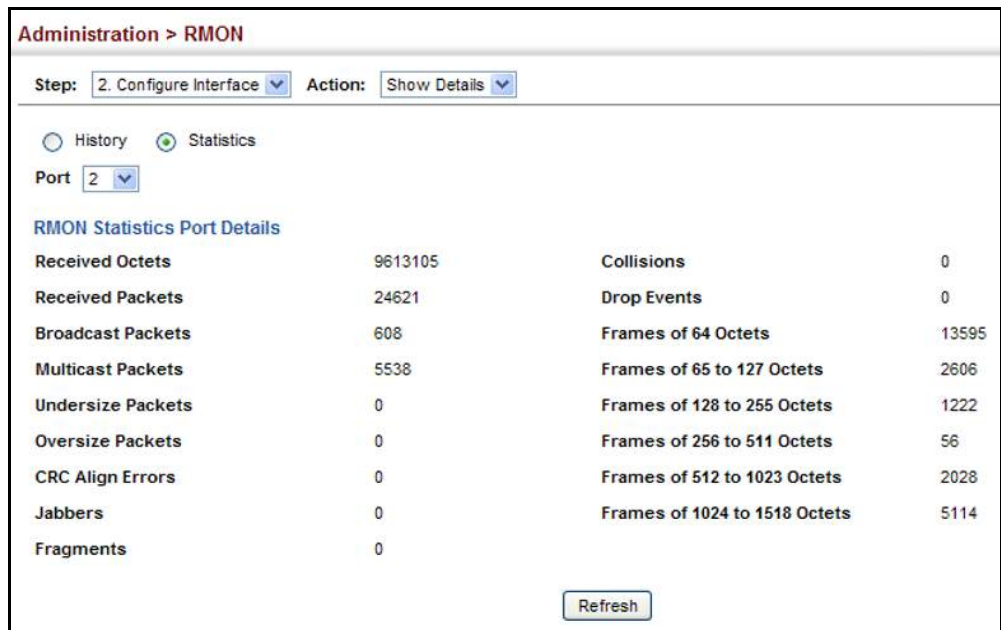 Administration > RMON
Step: 2. Configure Interface Action: Show Details
History Statistics
Port 2
RMON Statistics Port Details
Received Octets 9613105 Collisions 0
Received Packets 24621 Drop Events 0
Broadcast Packets 608 Frames of 64 Octets 13595
Multicast Packets 5538 Frames of 65 to 127 Octets 2606
Undersize Packets 0 Frames of 128 to 255 Octets 1222
Oversize Packets 0 Frames of 256 to 511 Octets 56
CRC Align Errors 0 Frames of 512 to 1023 Octets 2028
Jabbers 0 Frames of 1024 to 1518 Octets 5114
Fragments 0
Refresh